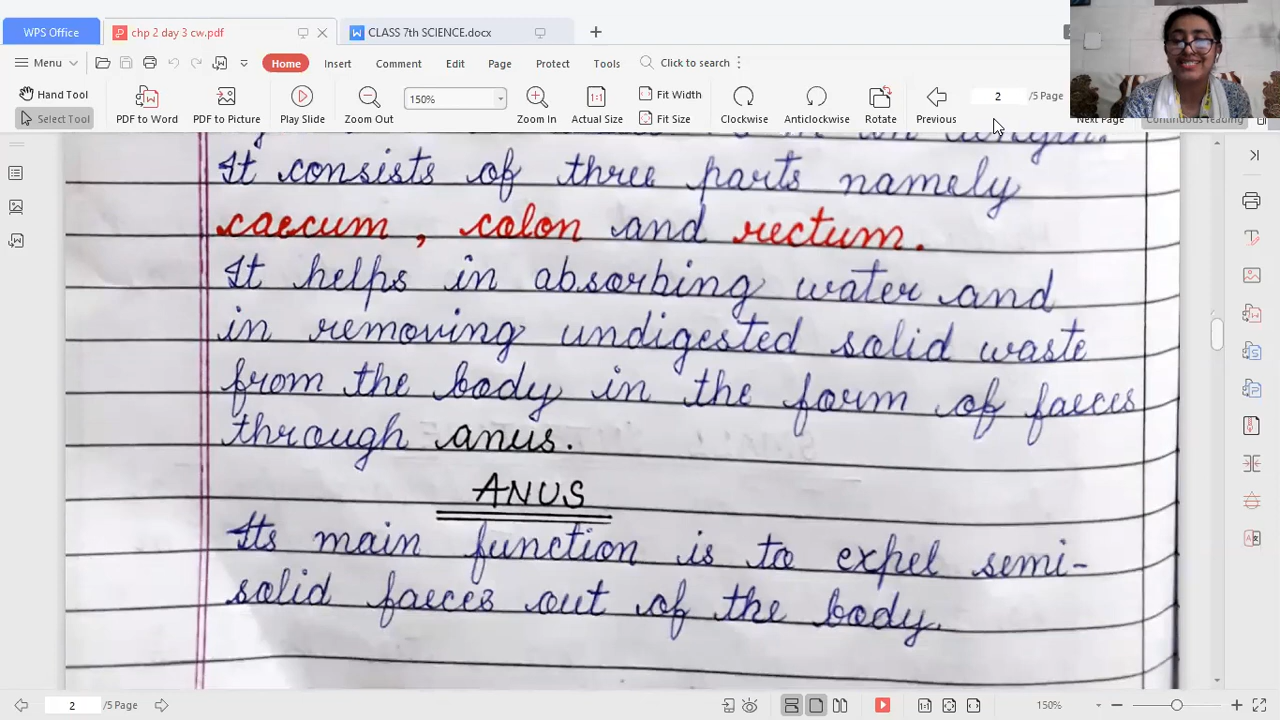 WPS Office
chp 2 day 3 cw.pdf
CLASS 7th SCIENCE.docx
Menu
Home
Insert
Comment
Edit
Page
Protect
Tools
Click to search
Hand Tool
Select Tool
PDF to Word
PDF to Picture
Play Slide
Zoom Out
150%
Zoom In
Actual Size
Fit Width
Fit Size
Clockwise
Anticlockwise
Rotate
Previous
2 /5 Page
Next Page
Continuous reading
It consists of three parts namely
caecum, colon and rectum.
It helps in absorbing water and
in removing undigested solid waste
from the body in the form of faeces
through anus.
ANUS
Its main function is to expel semi-
solid faeces out of the body.
2 /5 Page
150%